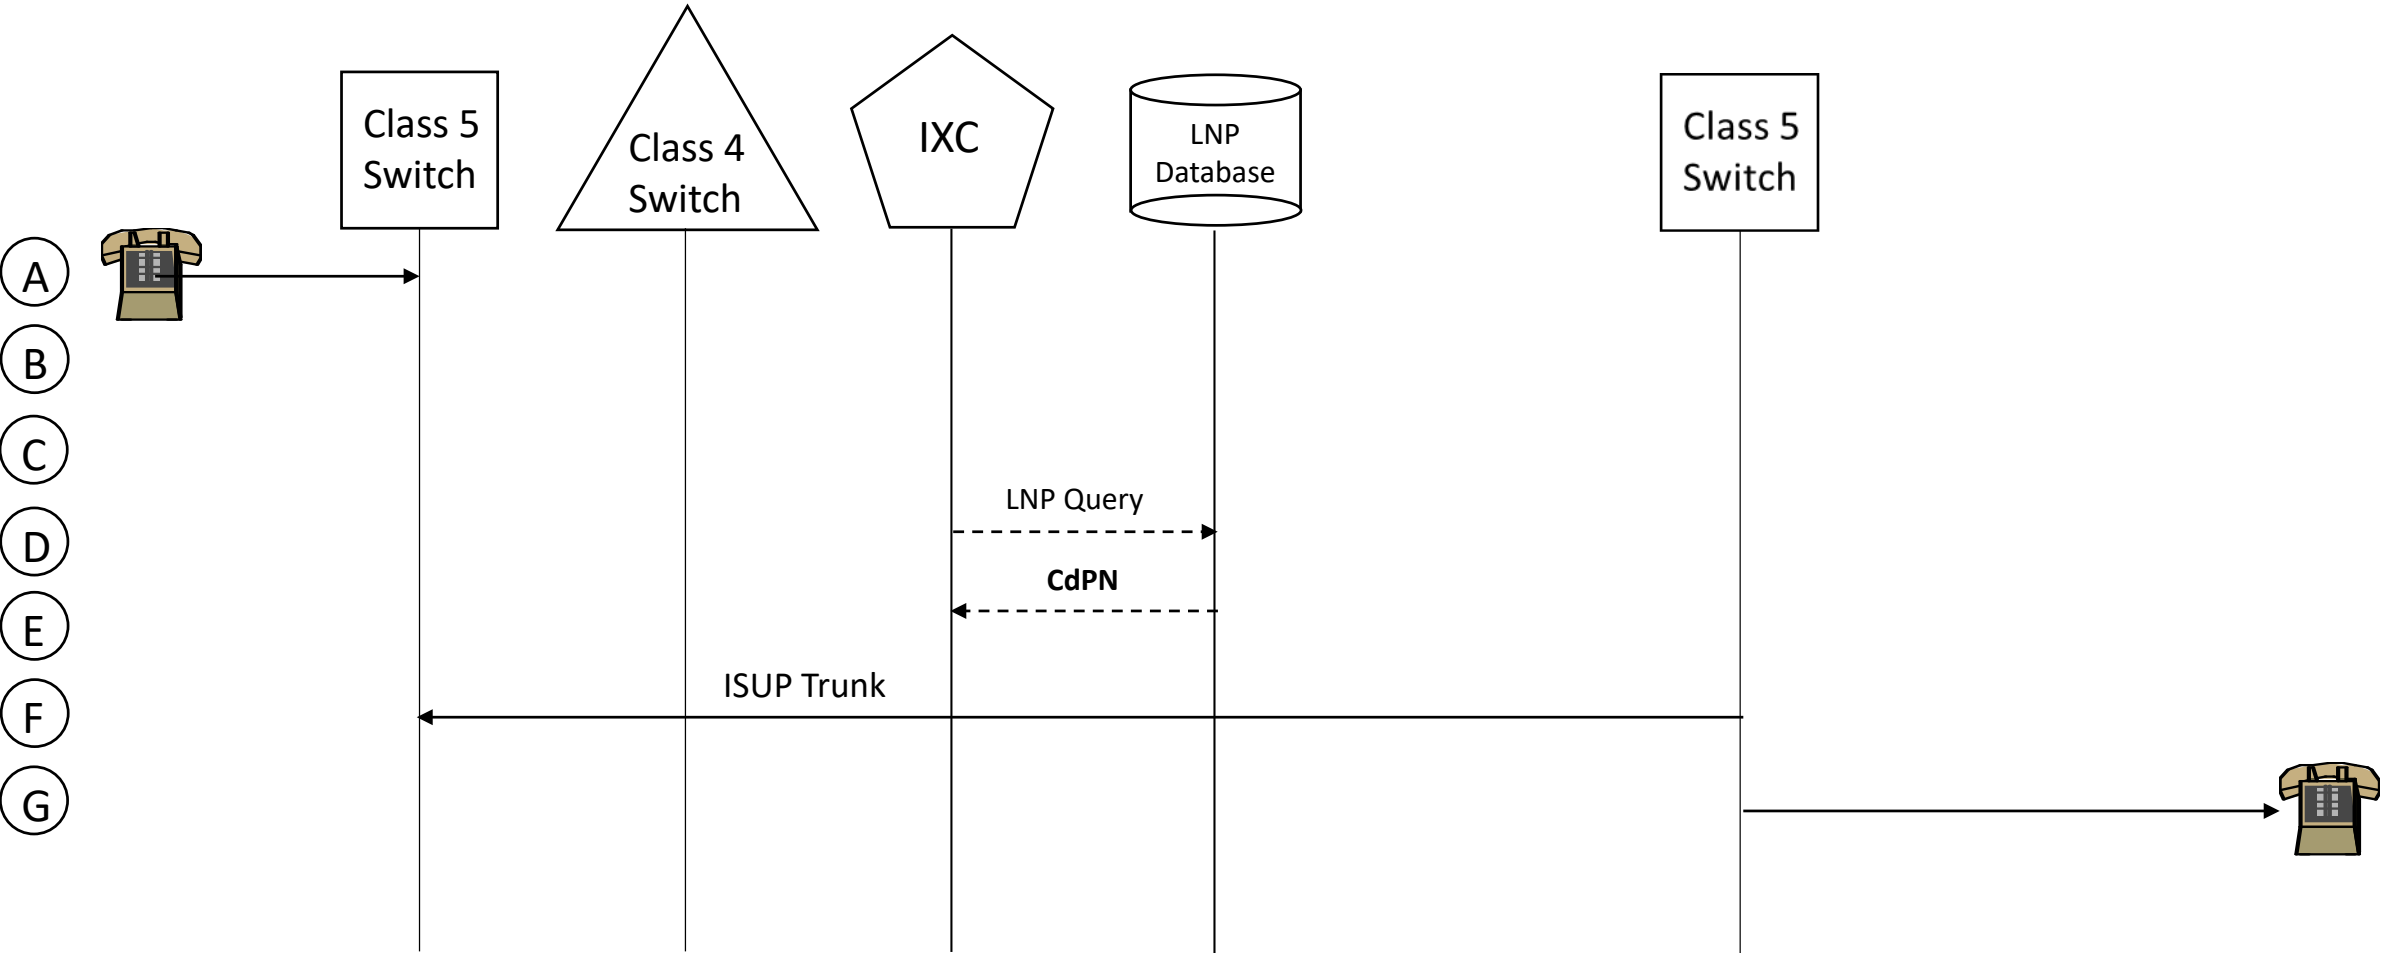 Class 5
Switch
Class 4
Switch
IXC
LNP
Database
Class 5
Switch
A
B
C
LNP Query
D
CdPN
E
ISUP Trunk
F
G